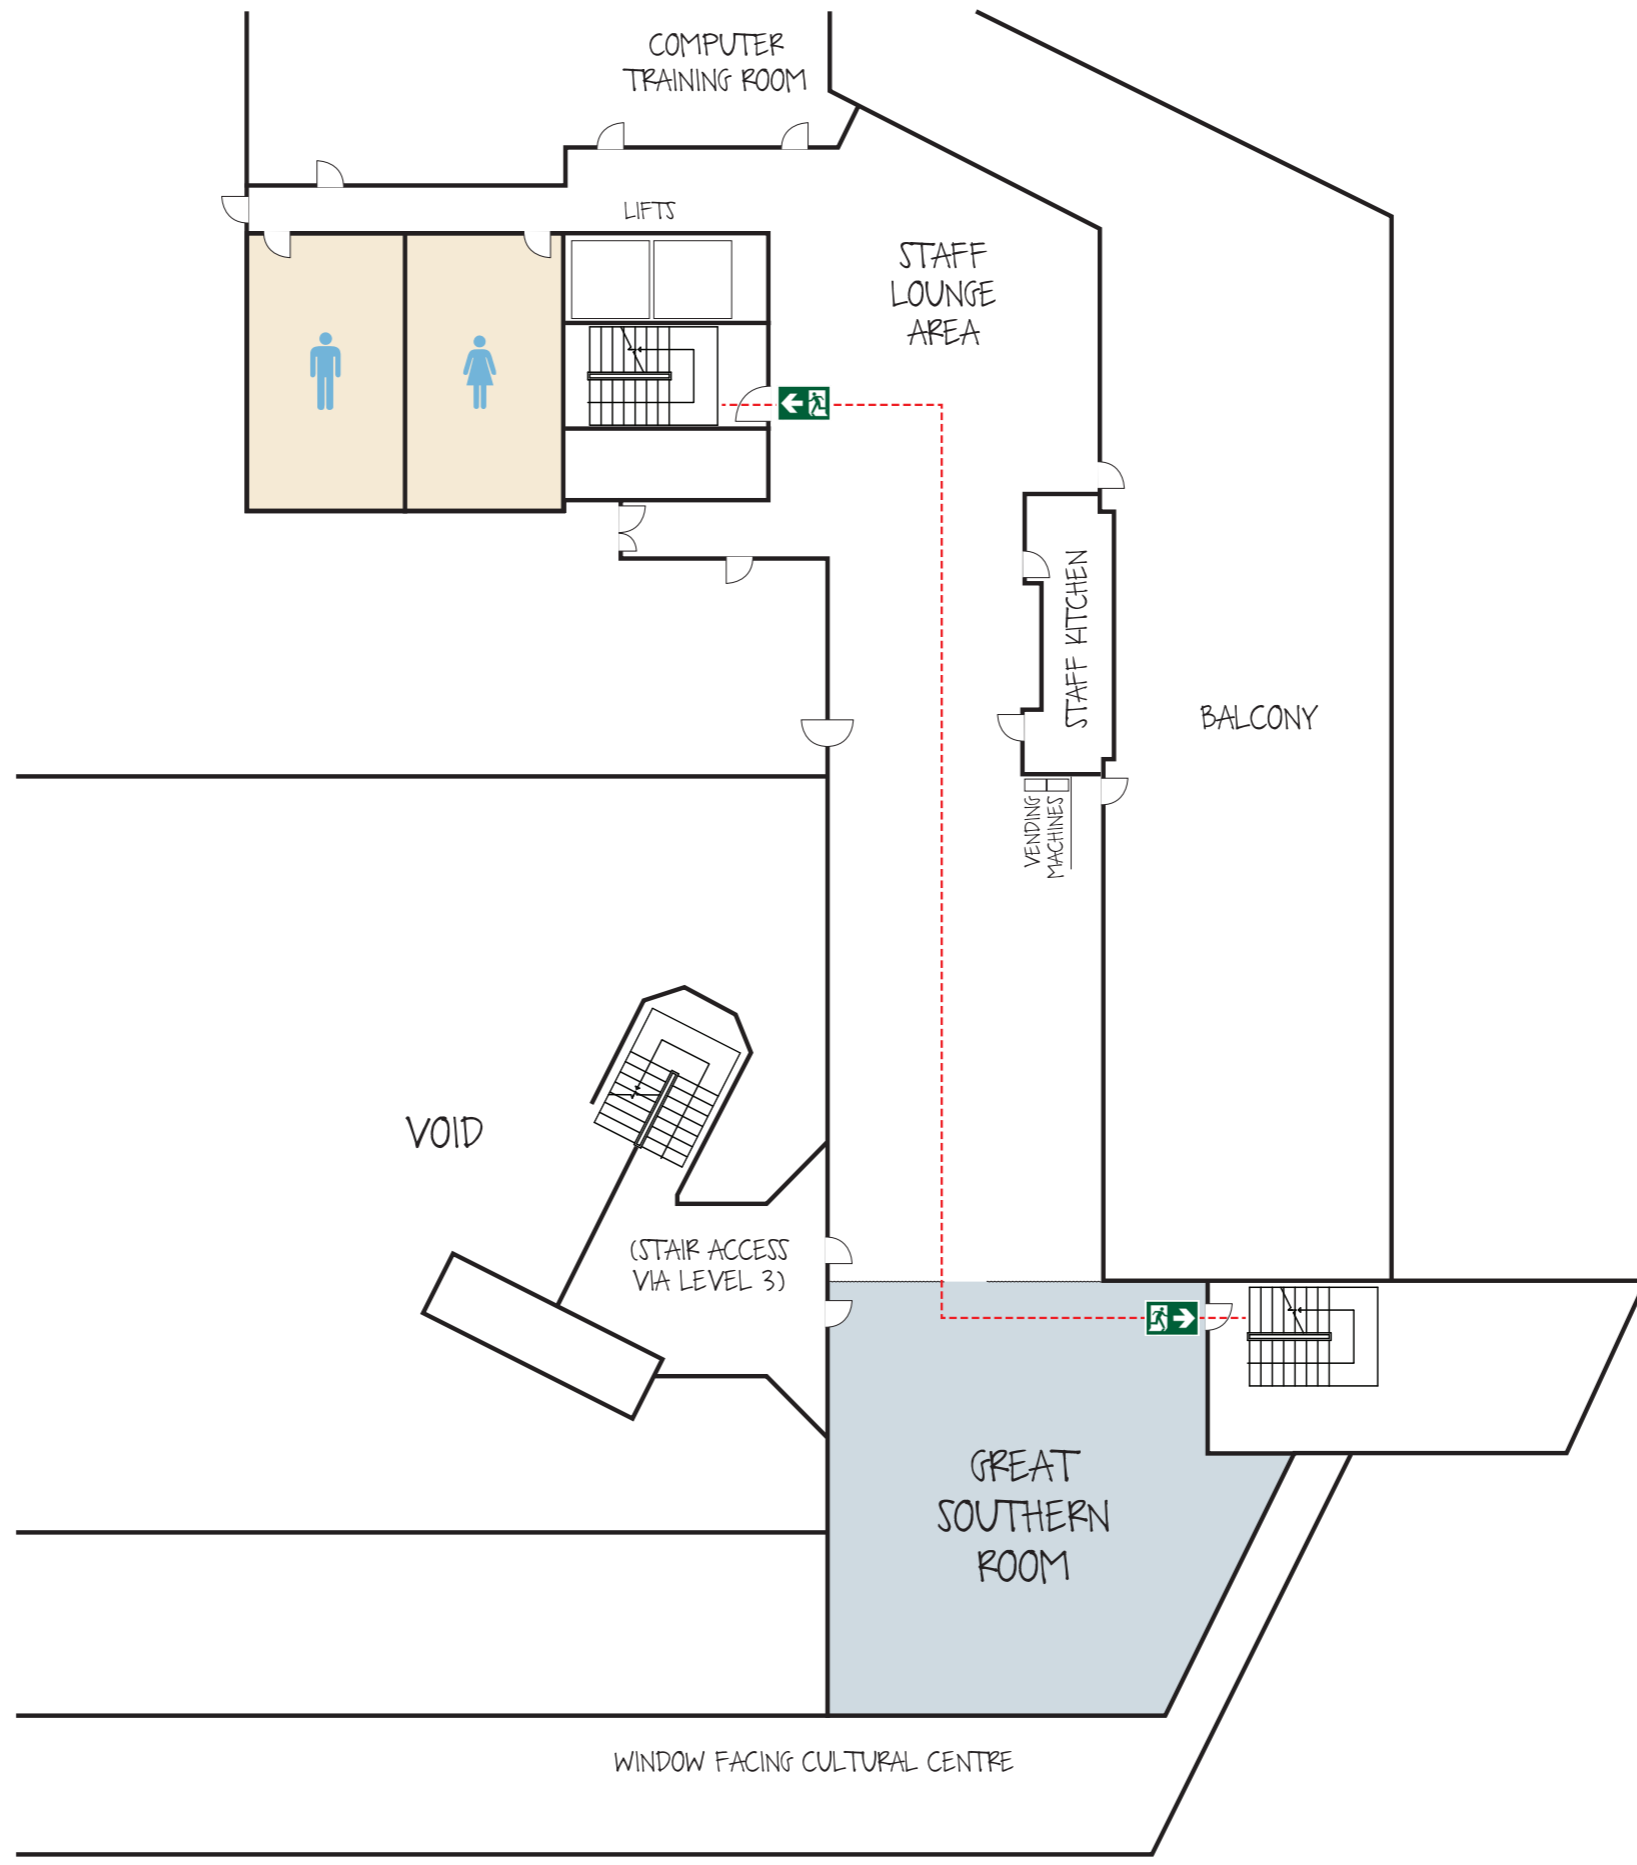 COMPUTER
TRAINING ROOM
LIFTS
STAFF
LOUNGE
AREA
STAFF KITCHEN
BALCONY
VENDING
MACHINES
VOID
(STAIR ACCESS
VIA LEVEL 3)
GREAT
SOUTHERN
ROOM
WINDOW FACING CULTURAL CENTRE